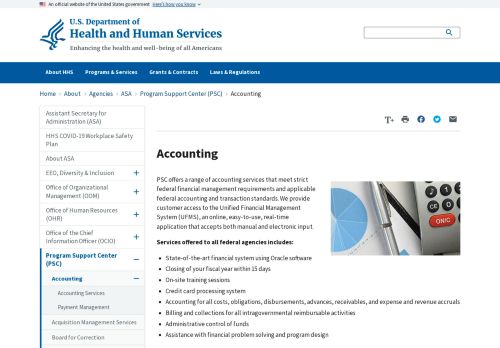 An official website of the United States government Here's how you know
U.S. Department of
Health and Human Services
Enhancing the health and well-being of all Americans
About HHS Programs & Services Grants & Contracts Laws & Regulations
Home > About > Agencies > ASA > Program Support Center (PSC) > Accounting
Assistant Secretary for
Administration (ASA)
HHS COVID-19 Workplace Safety
Plan
About ASA
EEO, Diversity & Inclusion +
Office of Organizational
Management (OOM) +
Office of Human Resources
(OHR) +
Office of the Chief
Information Officer (OCIO) +
Program Support Center
(PSC) −
Accounting −
Accounting Services
Payment Management
Acquisition Management Services
Board for Correction
T+
Accounting
PSC offers a range of accounting services that meet strict
federal financial management requirements and applicable
federal accounting and transaction standards. We provide
customer access to the Unified Financial Management
System (UFMS), an online, easy-to-use, real-time
application that accepts both manual and electronic input.
ON/C
Services offered to all federal agencies includes:
• State-of-the-art financial system using Oracle software
• Closing of your fiscal year within 15 days
• On-site training sessions
• Credit card processing system
• Accounting for all costs, obligations, disbursements, advances, receivables, and expense and revenue accruals
• Billing and collections for all intragovernmental reimbursable activities
• Administrative control of funds
• Assistance with financial problem solving and program design